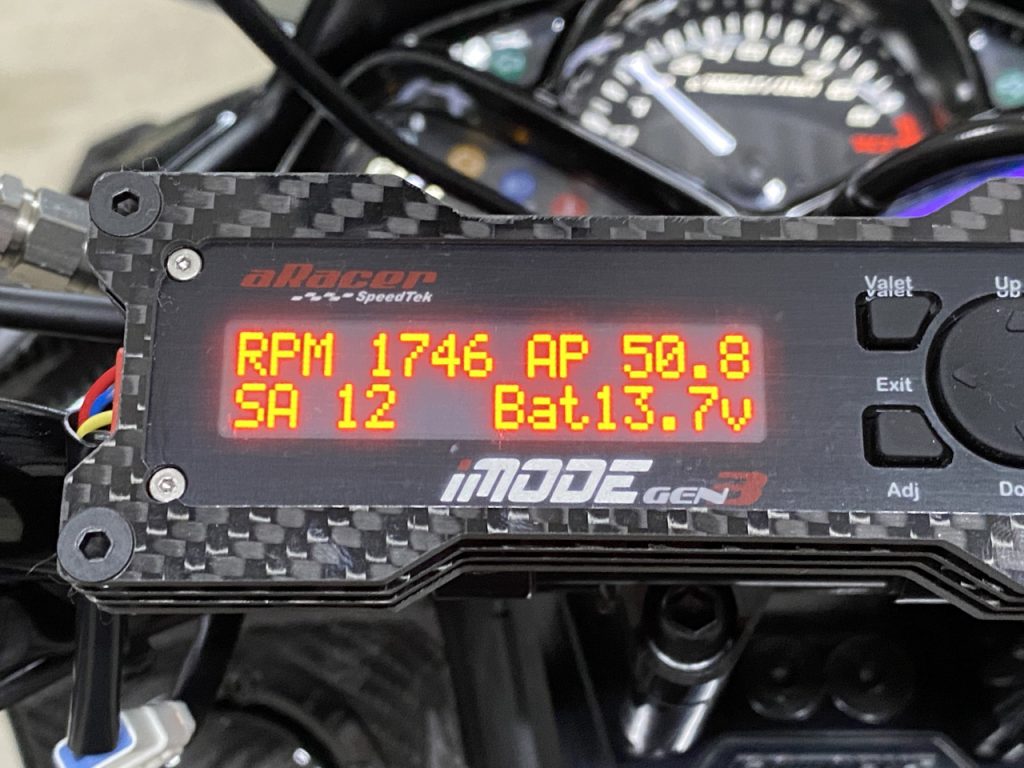 aRacer
SpeedTek
RPM 1746 AP 50.8
SA 12 Bat13.7v
iMODE GEN3
Valet
Up
Exit
Adj